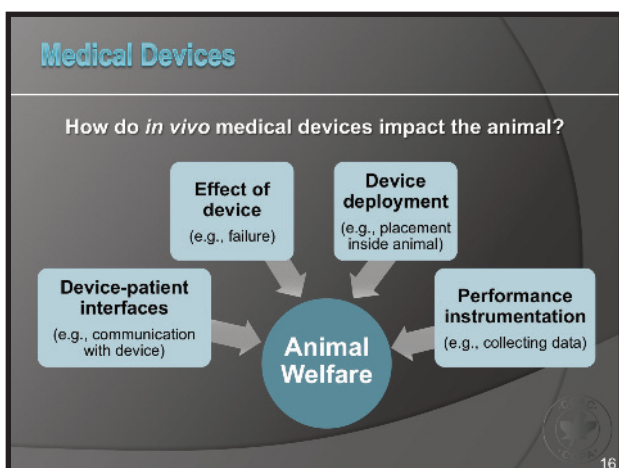 Medical Devices
How do in vivo medical devices impact the animal?
Effect of
device
(e.g., failure)
Device
deployment
(e.g., placement
inside animal)
Device-patient
interfaces
(e.g., communication
with device)
Performance
instrumentation
(e.g., collecting data)
Animal
Welfare
16